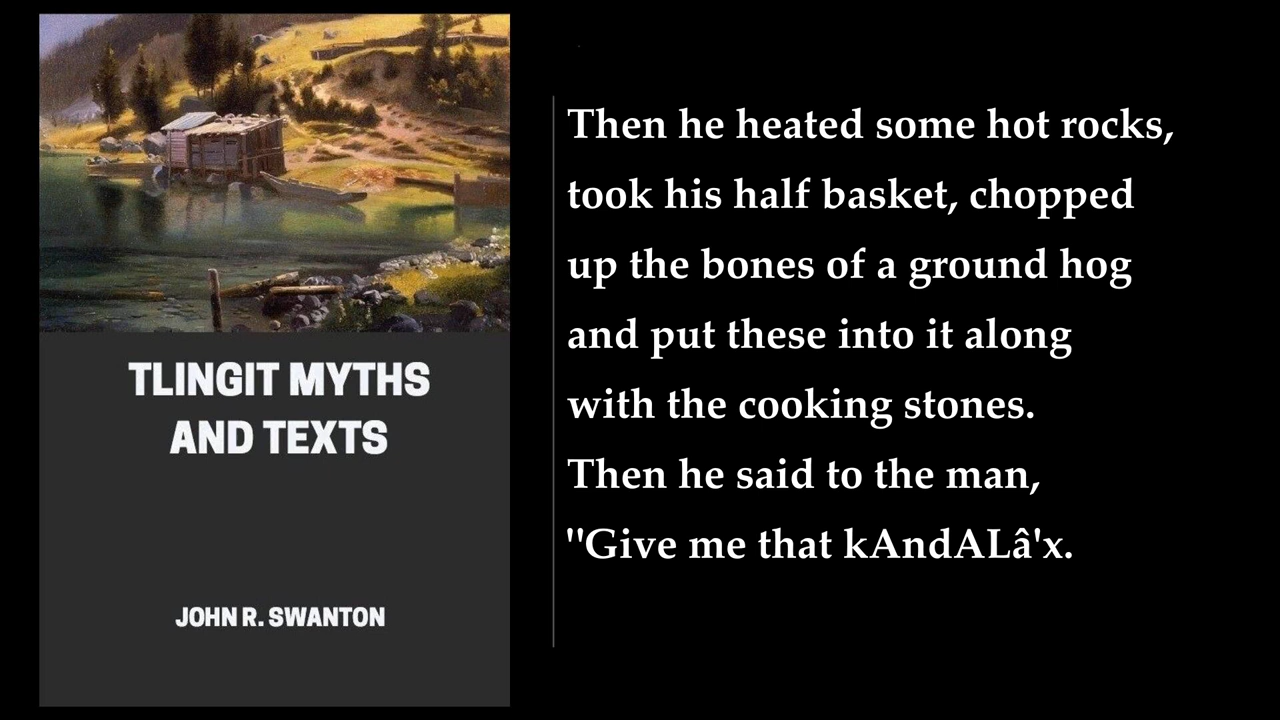 TLINGIT MYTHS
AND TEXTS
JOHN R. SWANTON
Then he heated some hot rocks,
took his half basket, chopped
up the bones of a ground hog
and put these into it along
with the cooking stones.
Then he said to the man,
"Give me that kAndALâ'x.